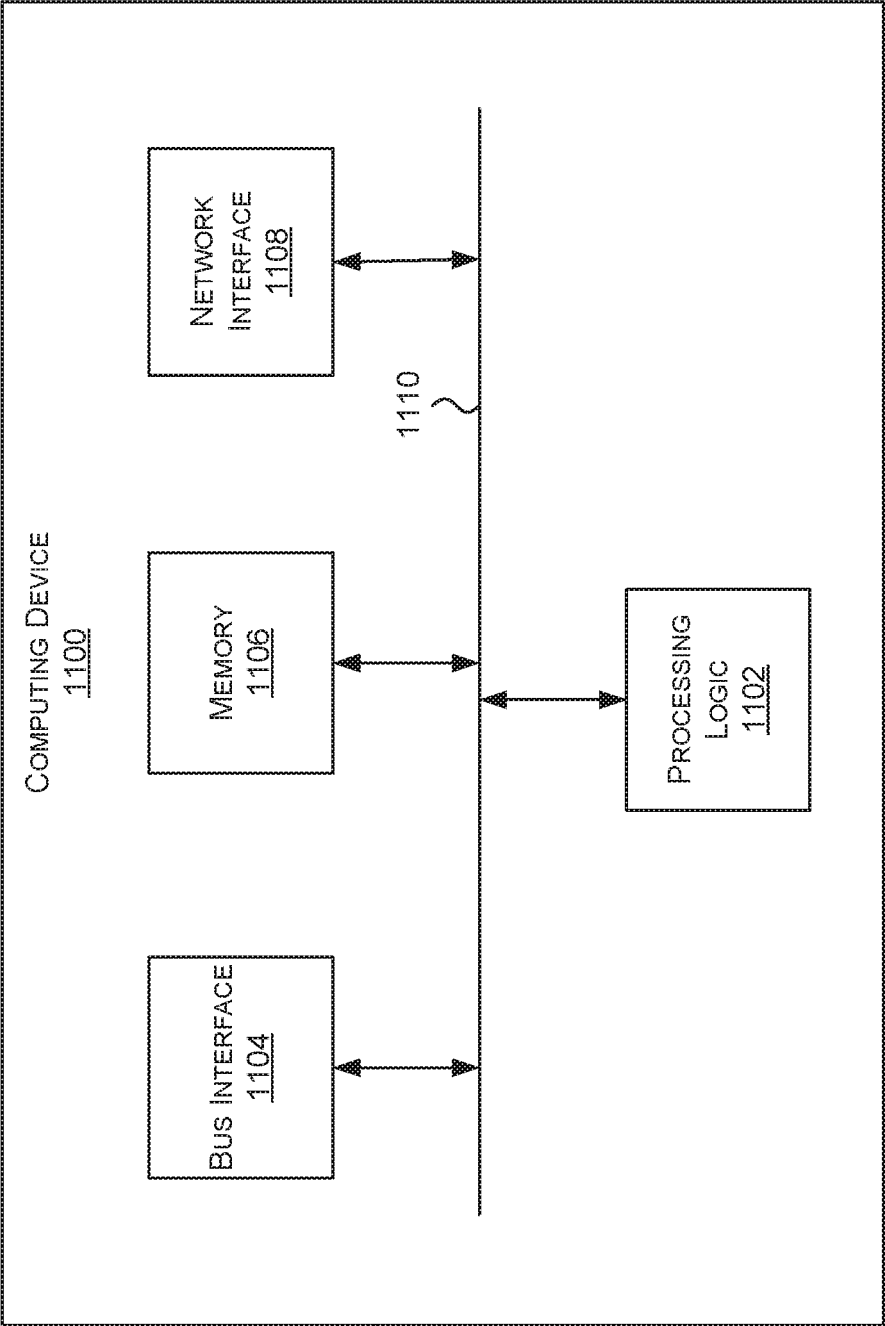 COMPUTING DEVICE
1100
BUS INTERFACE
1104
MEMORY
1106
NETWORK
INTERFACE
1108
1110
PROCESSING
LOGIC
1102